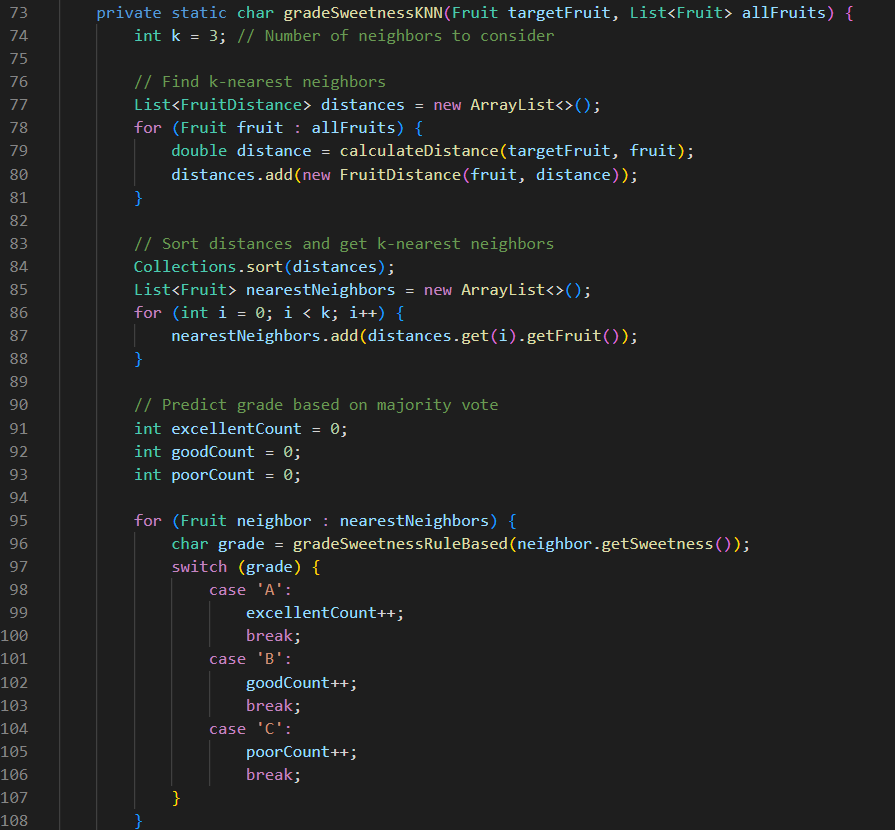 73 private static char gradeSweetnessKNN(Fruit targetFruit, List<Fruit> allFruits) {
74 int k = 3; // Number of neighbors to consider
75
76 // Find k-nearest neighbors
77 List<FruitDistance> distances = new ArrayList<>();
78 for (Fruit fruit : allFruits) {
79 double distance = calculateDistance(targetFruit, fruit);
80 distances.add(new FruitDistance(fruit, distance));
81 }
82
83 // Sort distances and get k-nearest neighbors
84 Collections.sort(distances);
85 List<Fruit> nearestNeighbors = new ArrayList<>();
86 for (int i = 0; i < k; i++) {
87 nearestNeighbors.add(distances.get(i).getFruit());
88 }
89
90 // Predict grade based on majority vote
91 int excellentCount = 0;
92 int goodCount = 0;
93 int poorCount = 0;
94
95 for (Fruit neighbor : nearestNeighbors) {
96 char grade = gradeSweetnessRuleBased(neighbor.getSweetness());
97 switch (grade) {
98 case 'A':
99 excellentCount++;
100 break;
101 case 'B':
102 goodCount++;
103 break;
104 case 'C':
105 poorCount++;
106 break;
107 }
108 }